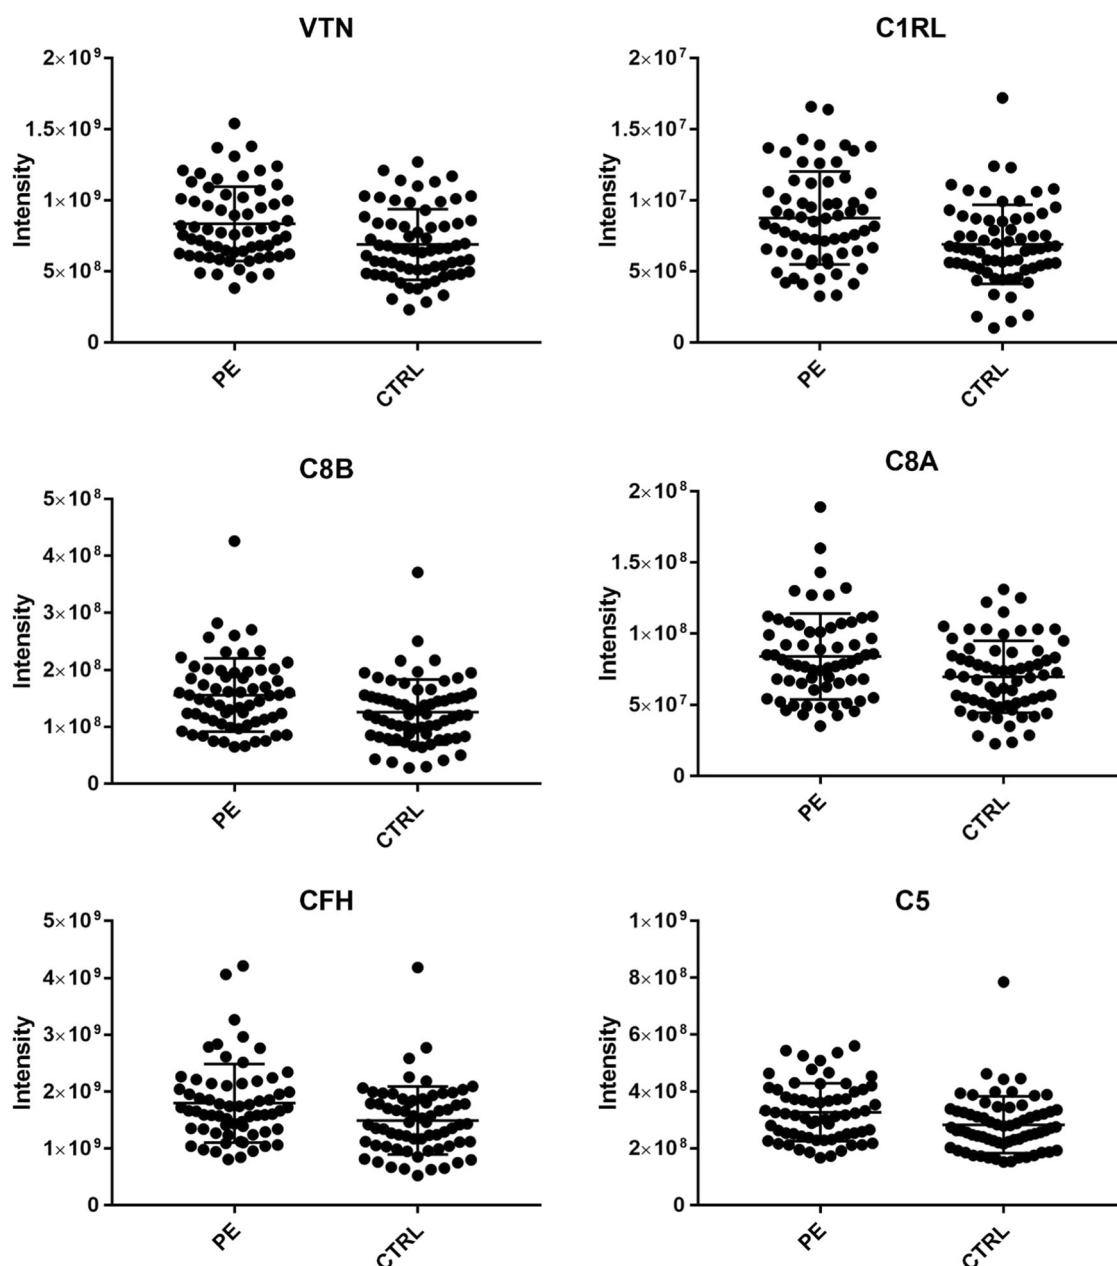 VTN
2×10⁹
1.5×10⁹
1×10⁹
5×10⁸
0
Intensity
PE
CTRL
C1RL
2×10⁷
1.5×10⁷
1×10⁷
5×10⁶
0
Intensity
PE
CTRL
C8B
5×10⁸
4×10⁸
3×10⁸
2×10⁸
1×10⁸
0
Intensity
PE
CTRL
C8A
2×10⁸
1.5×10⁸
1×10⁸
5×10⁷
0
Intensity
PE
CTRL
CFH
5×10⁹
4×10⁹
3×10⁹
2×10⁹
1×10⁹
0
Intensity
PE
CTRL
C5
1×10⁹
8×10⁸
6×10⁸
4×10⁸
2×10⁸
0
Intensity
PE
CTRL